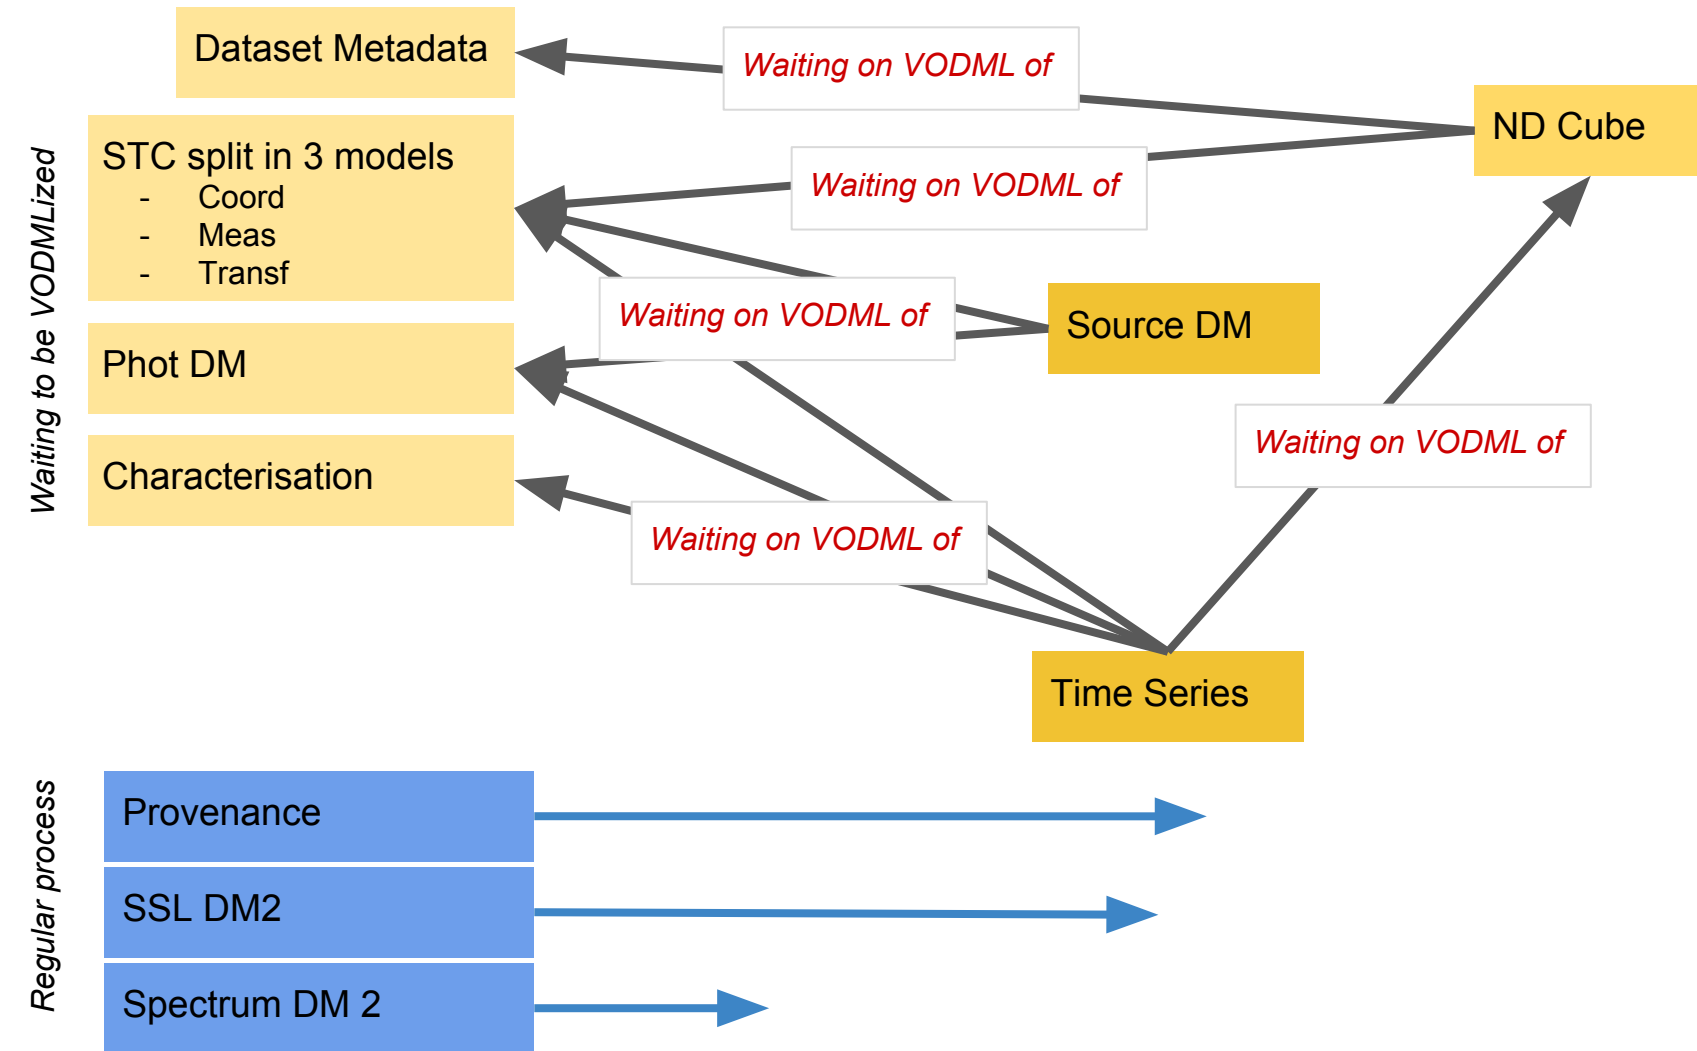 Dataset Metadata
Waiting on VODML of
ND Cube
STC split in 3 models
- Coord
- Meas
- Transf
Waiting on VODML of
Waiting to be VODMLized
Waiting on VODML of
Source DM
Phot DM
Waiting on VODML of
Characterisation
Waiting on VODML of
Time Series
Regular process
Provenance
SSL DM2
Spectrum DM 2